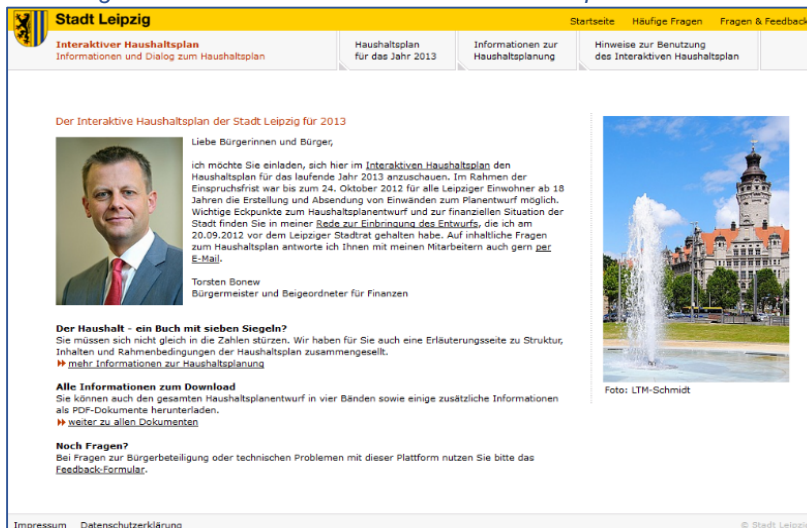 Stadt Leipzig
Startseite Häufige Fragen Fragen & Feedback
Interaktiver Haushaltsplan
Informationen und Dialog zum Haushaltsplan
Haushaltsplan
für das Jahr 2013
Informationen zur
Haushaltsplanung
Hinweise zur Benutzung
des Interaktiven Haushaltsplan
Der Interaktive Haushaltsplan der Stadt Leipzig für 2013
Liebe Bürgerinnen und Bürger,
ich möchte Sie einladen, sich hier im Interaktiven Haushaltsplan den
Haushaltsplan für das laufende Jahr 2013 anzuschauen. Im Rahmen der
Einspruchsfrist war bis zum 24. Oktober 2012 für alle Leipziger Einwohner ab 18
Jahren die Erstellung und Absendung von Einwänden zum Planentwurf möglich.
Wichtige Eckpunkte zum Haushaltsplanentwurf und zur finanziellen Situation der
Stadt finden Sie in meiner Rede zur Einbringung des Entwurfs, die ich am
20.09.2012 vor dem Leipziger Stadtrat gehalten habe. Auf inhaltliche Fragen
zum Haushaltsplan antworte ich Ihnen mit meinen Mitarbeitern auch gern per
E-Mail.
Torsten Bonew
Bürgermeister und Beigeordneter für Finanzen
Der Haushalt - ein Buch mit sieben Siegeln?
Sie müssen sich nicht gleich in die Zahlen stürzen. Wir haben für Sie auch eine Erläuterungsseite zu Struktur,
Inhalten und Rahmenbedingungen der Haushaltsplan zusammengesellt.
mehr Informationen zur Haushaltsplanung
Alle Informationen zum Download
Sie können auch den gesamten Haushaltsplanentwurf in vier Bänden sowie einige zusätzliche Informationen
als PDF-Dokumente herunterladen.
weiter zu allen Dokumenten
Noch Fragen?
Bei Fragen zur Bürgerbeteiligung oder technischen Problemen mit dieser Plattform nutzen Sie bitte das
Feedback-Formular.
Foto: LTM-Schmidt
Impressum Datenschutzerklärung
© Stadt Leipzig